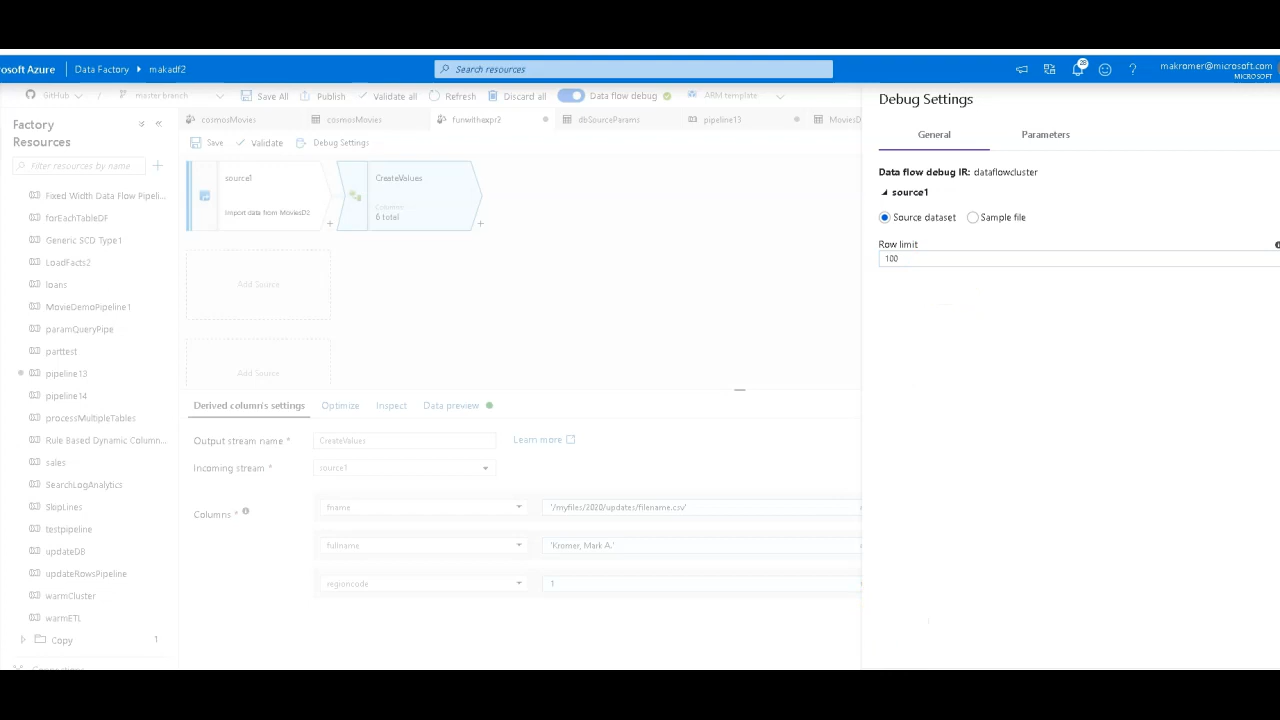 osoft Azure
Data Factory
makadf2
Search resources
28
makromer@microsoft.com
MICROSOFT
GitHub
/
master branch
Save All
Publish
Validate all
Refresh
Discard all
Data flow debug
ARM template
Debug Settings
Factory
Resources
cosmosMovies
cosmosMovies
funwithexpr2
dbSourceParams
pipeline13
MoviesD
General
Parameters
Filter resources by name
Save
Validate
Debug Settings
Data flow debug IR: dataflowcluster
source1
Source dataset
Sample file
Row limit
100
source1
Import data from MoviesD2
CreateValues
Columns:
6 total
Add Source
Add Source
Fixed Width Data Flow Pipeli...
forEachTableDF
Generic SCD Type1
LoadFacts2
loans
MovieDemoPipeline1
paramQueryPipe
parttest
pipeline13
pipeline14
processMultipleTables
Rule Based Dynamic Column...
sales
SearchLogAnalytics
SkipLines
testpipeline
updateDB
updateRowsPipeline
warmCluster
warmETL
Copy
1
Derived column's settings
Optimize
Inspect
Data preview
Output stream name *
CreateValues
Learn more
Incoming stream *
source1
Columns *
fname
'/myfiles/2020/updates/filename.csv'
fullname
'Kromer, Mark A.'
regioncode
1